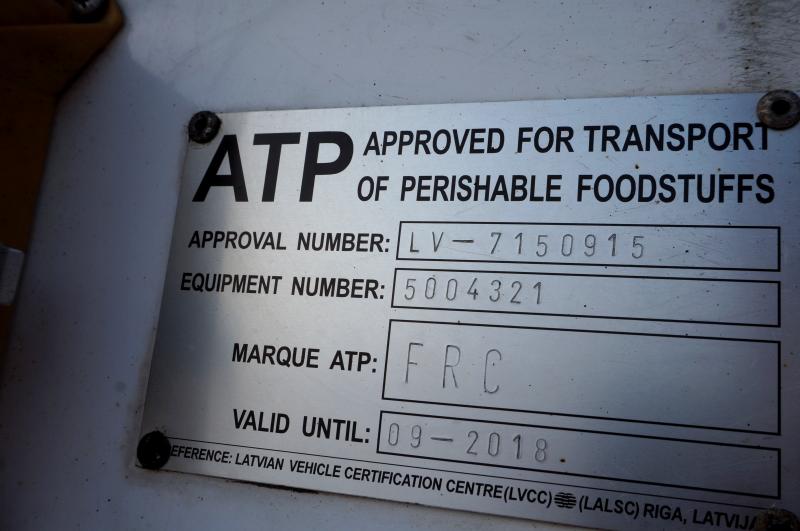 ATP APPROVED FOR TRANSPORT
OF PERISHABLE FOODSTUFFS
APPROVAL NUMBER: LV-7150915
EQUIPMENT NUMBER: 5004321
MARQUE ATP: FRC
VALID UNTIL: 09-2018
EFERENCE: LATVIAN VEHICLE CERTIFICATION CENTRE (LVCC) (LALSC) RIGA, LATVIJA